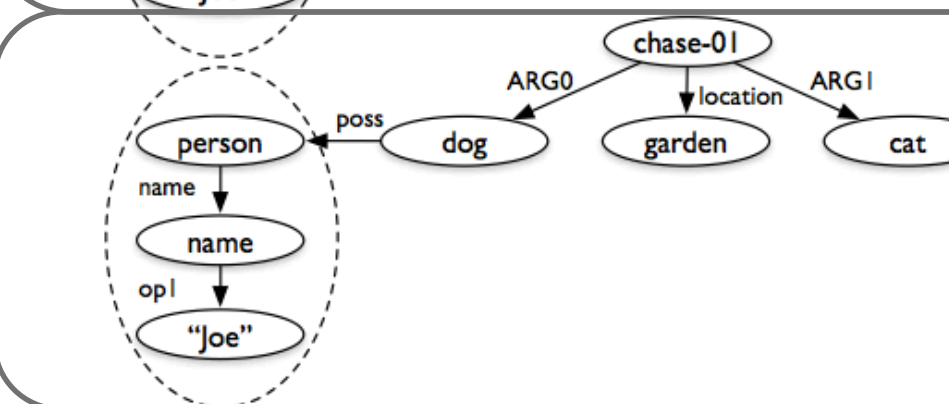 chase-01
ARG0
location
ARG1
person
poss
dog
garden
cat
name
name
op1
“Joe”